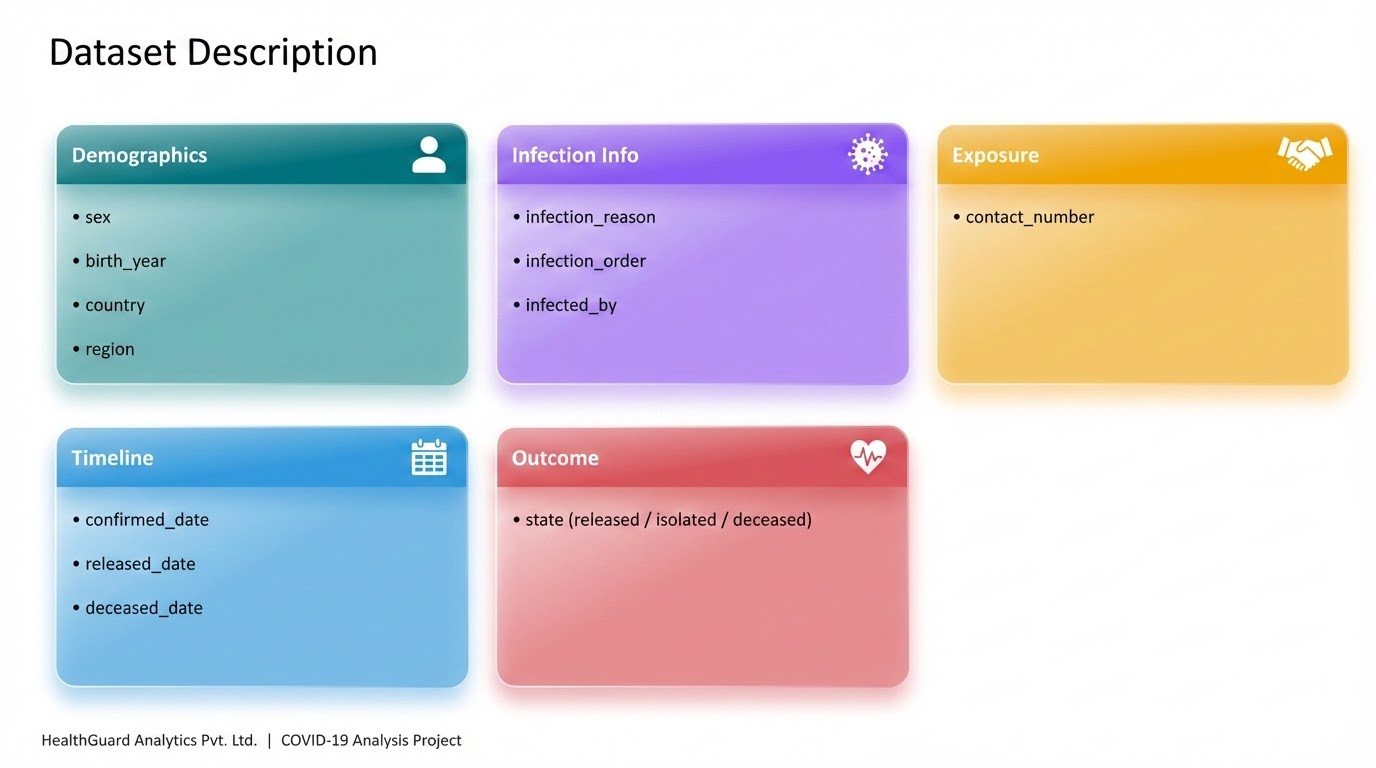 Dataset Description
Demographics
• sex
• birth_year
• country
• region
Infection Info
• infection_reason
• infection_order
• infected_by
Exposure
• contact_number
Timeline
• confirmed_date
• released_date
• deceased_date
Outcome
• state (released / isolated / deceased)
HealthGuard Analytics Pvt. Ltd. | COVID-19 Analysis Project